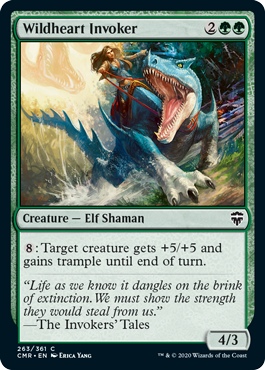 Wildheart Invoker 2
Creature — Elf Shaman
8: Target creature gets +5/+5 and
gains trample until end of turn.
“Life as we know it dangles on the brink
of extinction. We must show the strength
they would steal from us.”
—The Invokers’ Tales
4/3
263/361 C
CMR • EN Erica Yang
™ & © 2020 Wizards of the Coast